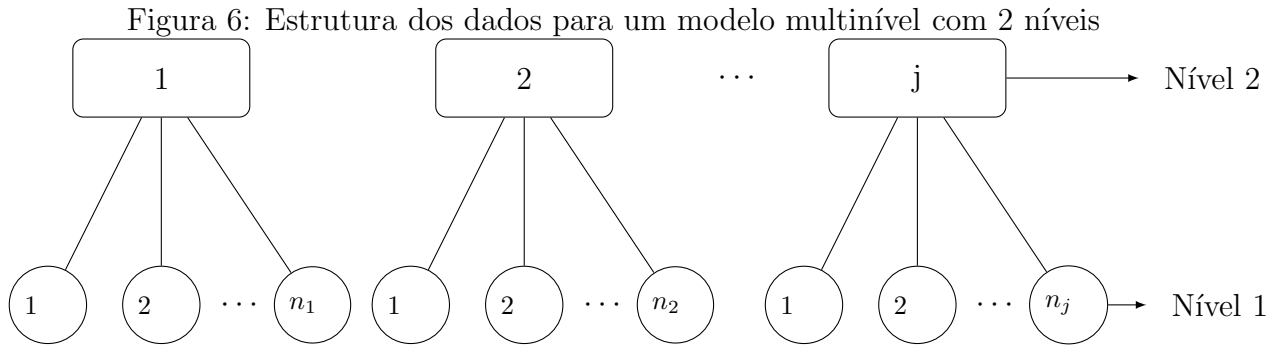 Figura 6: Estrutura dos dados para um modelo multinível com 2 níveis
1 2 ... j Nível 2
1 2 ... n₁ 1 2 ... n₂ 1 2 ... nⱼ Nível 1